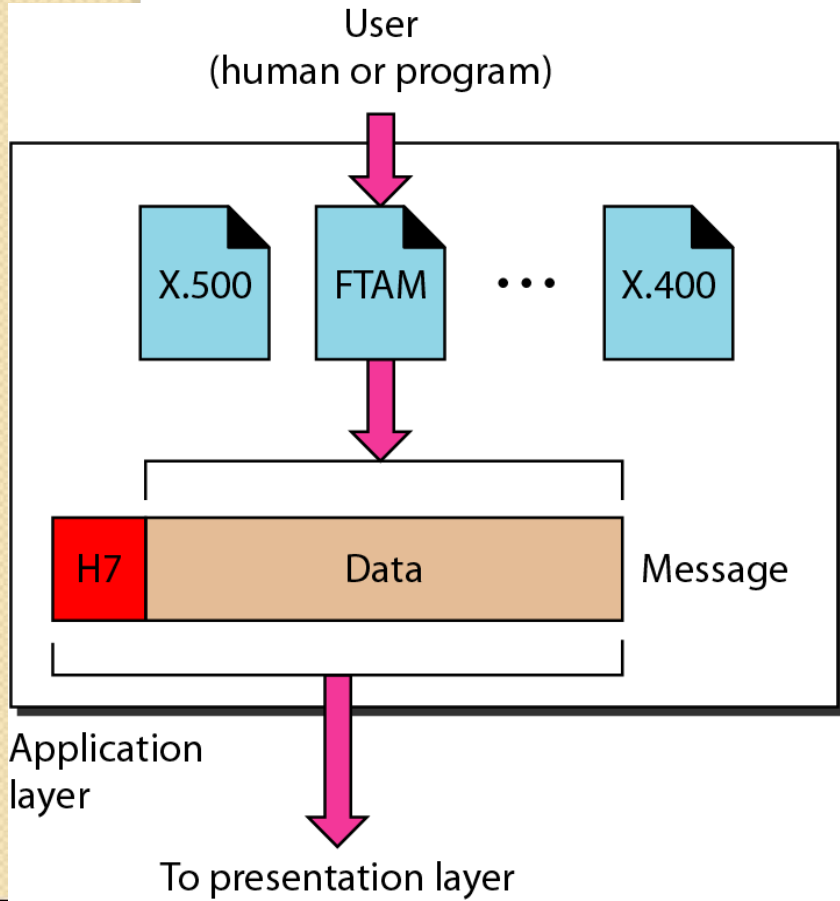 User
(human or program)
X.500 FTAM ... X.400
H7 Data Message
Application
layer
To presentation layer